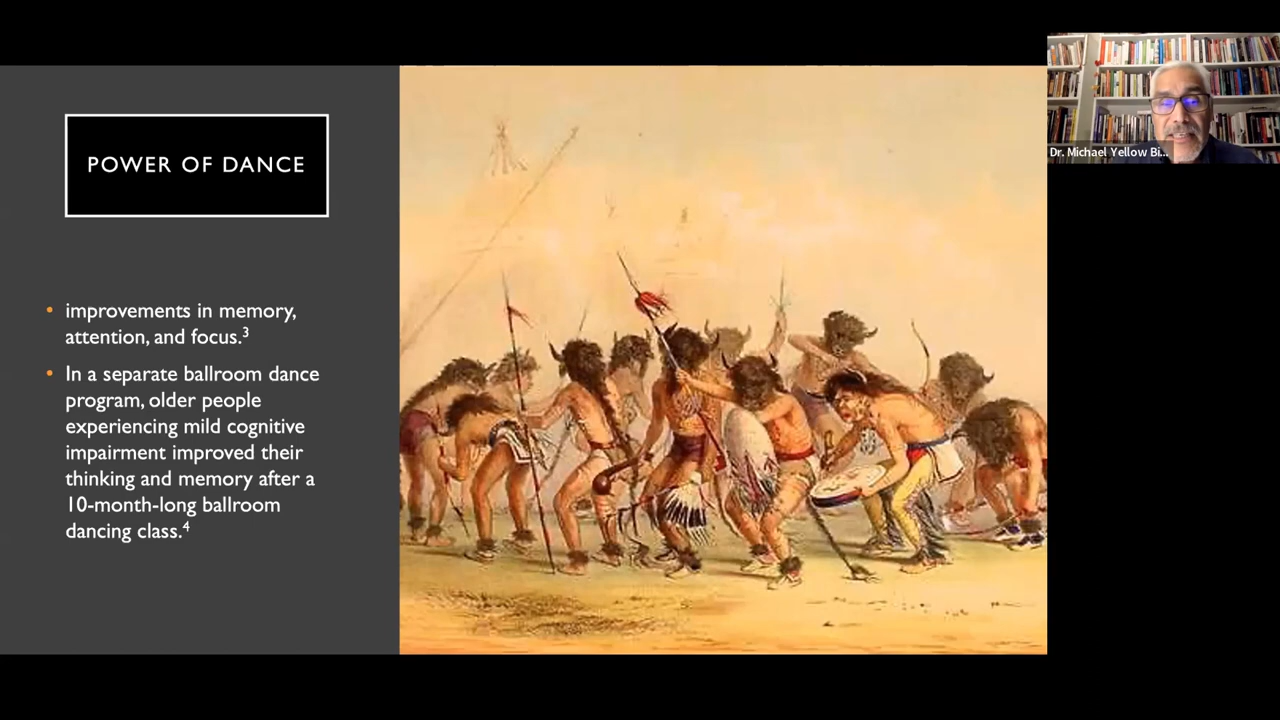 POWER OF DANCE
• improvements in memory,
attention, and focus.³
• In a separate ballroom dance
program, older people
experiencing mild cognitive
impairment improved their
thinking and memory after a
10-month-long ballroom
dancing class.⁴
Dr. Michael Yellow Bi...